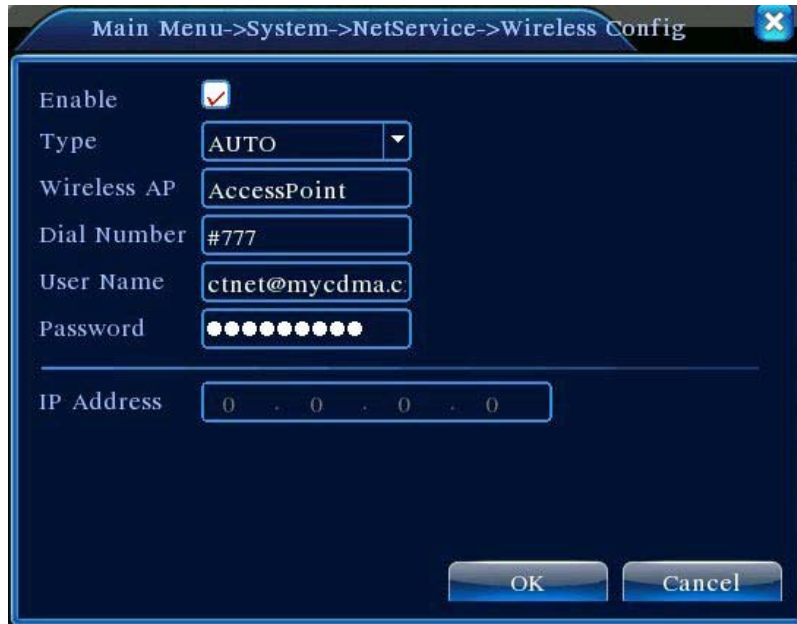 Main Menu->System->NetService->Wireless Config
Enable
Type AUTO
Wireless AP AccessPoint
Dial Number #777
User Name ctnet@mycdma.c
Password ●●●●●●●●●
IP Address 0 . 0 . 0 . 0
OK Cancel